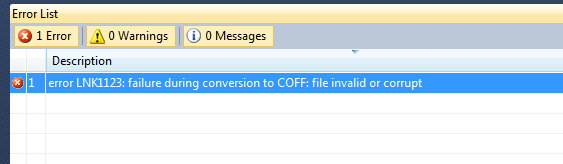 Error List
1 Error 0 Warnings 0 Messages
Description
1 error LNK1123: failure during conversion to COFF: file invalid or corrupt